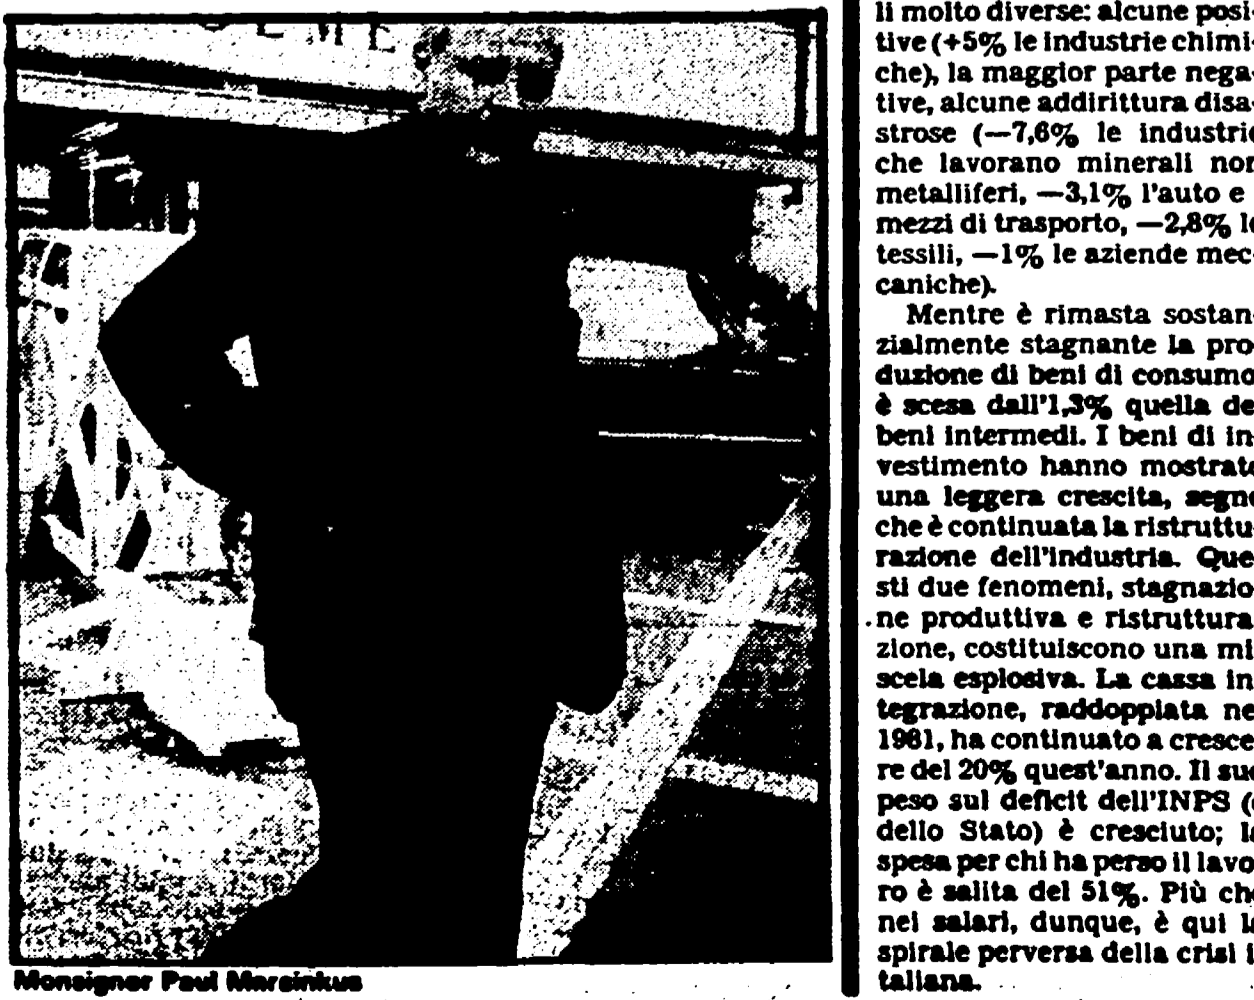 Monsignor Paul Marcinkus
li molto diverse: alcune posi-
tive (+5% le industrie chimi-
che), la maggior parte nega-
tive, alcune addirittura disa-
strose (—7,6% le industrie
che lavorano minerali non
metalliferi, —3,1% l'auto e
mezzi di trasporto, —2,8% le
tessili, —1% le aziende mec-
caniche).
Mentre è rimasta sostan-
zialmente stagnante la pro-
duzione di beni di consumo
è scesa dall'1,3% quella de
beni intermedi. I beni di in-
vestimento hanno mostrato
una leggera crescita, segno
che è continuata la ristruttu-
razione dell'industria. Que-
sti due fenomeni, stagnazio-
ne produttiva e ristruttura-
zione, costituiscono una mi-
scela esplosiva. La cassa in-
tegrazione, raddoppiata ne
1981, ha continuato a cresce-
re del 20% quest'anno. Il suo
peso sul deficit dell'INPS (
dello Stato) è cresciuto; la
spesa per chi ha perso il lavo-
ro è salita del 51%. Più che
nei salari, dunque, è qui la
spirale perversa della crisi i-
taliana.